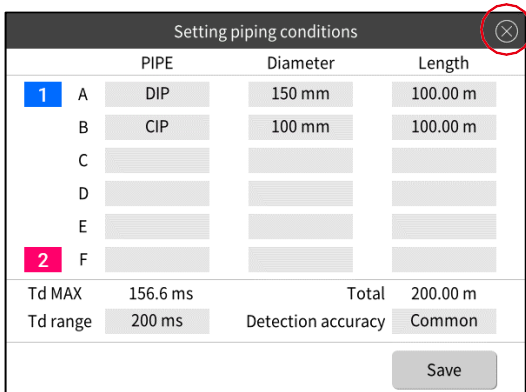 Setting piping conditions
PIPE Diameter Length
1 A DIP 150 mm 100.00 m
B CIP 100 mm 100.00 m
C
D
E
2 F
Td MAX 156.6 ms Total 200.00 m
Td range 200 ms Detection accuracy Common
Save